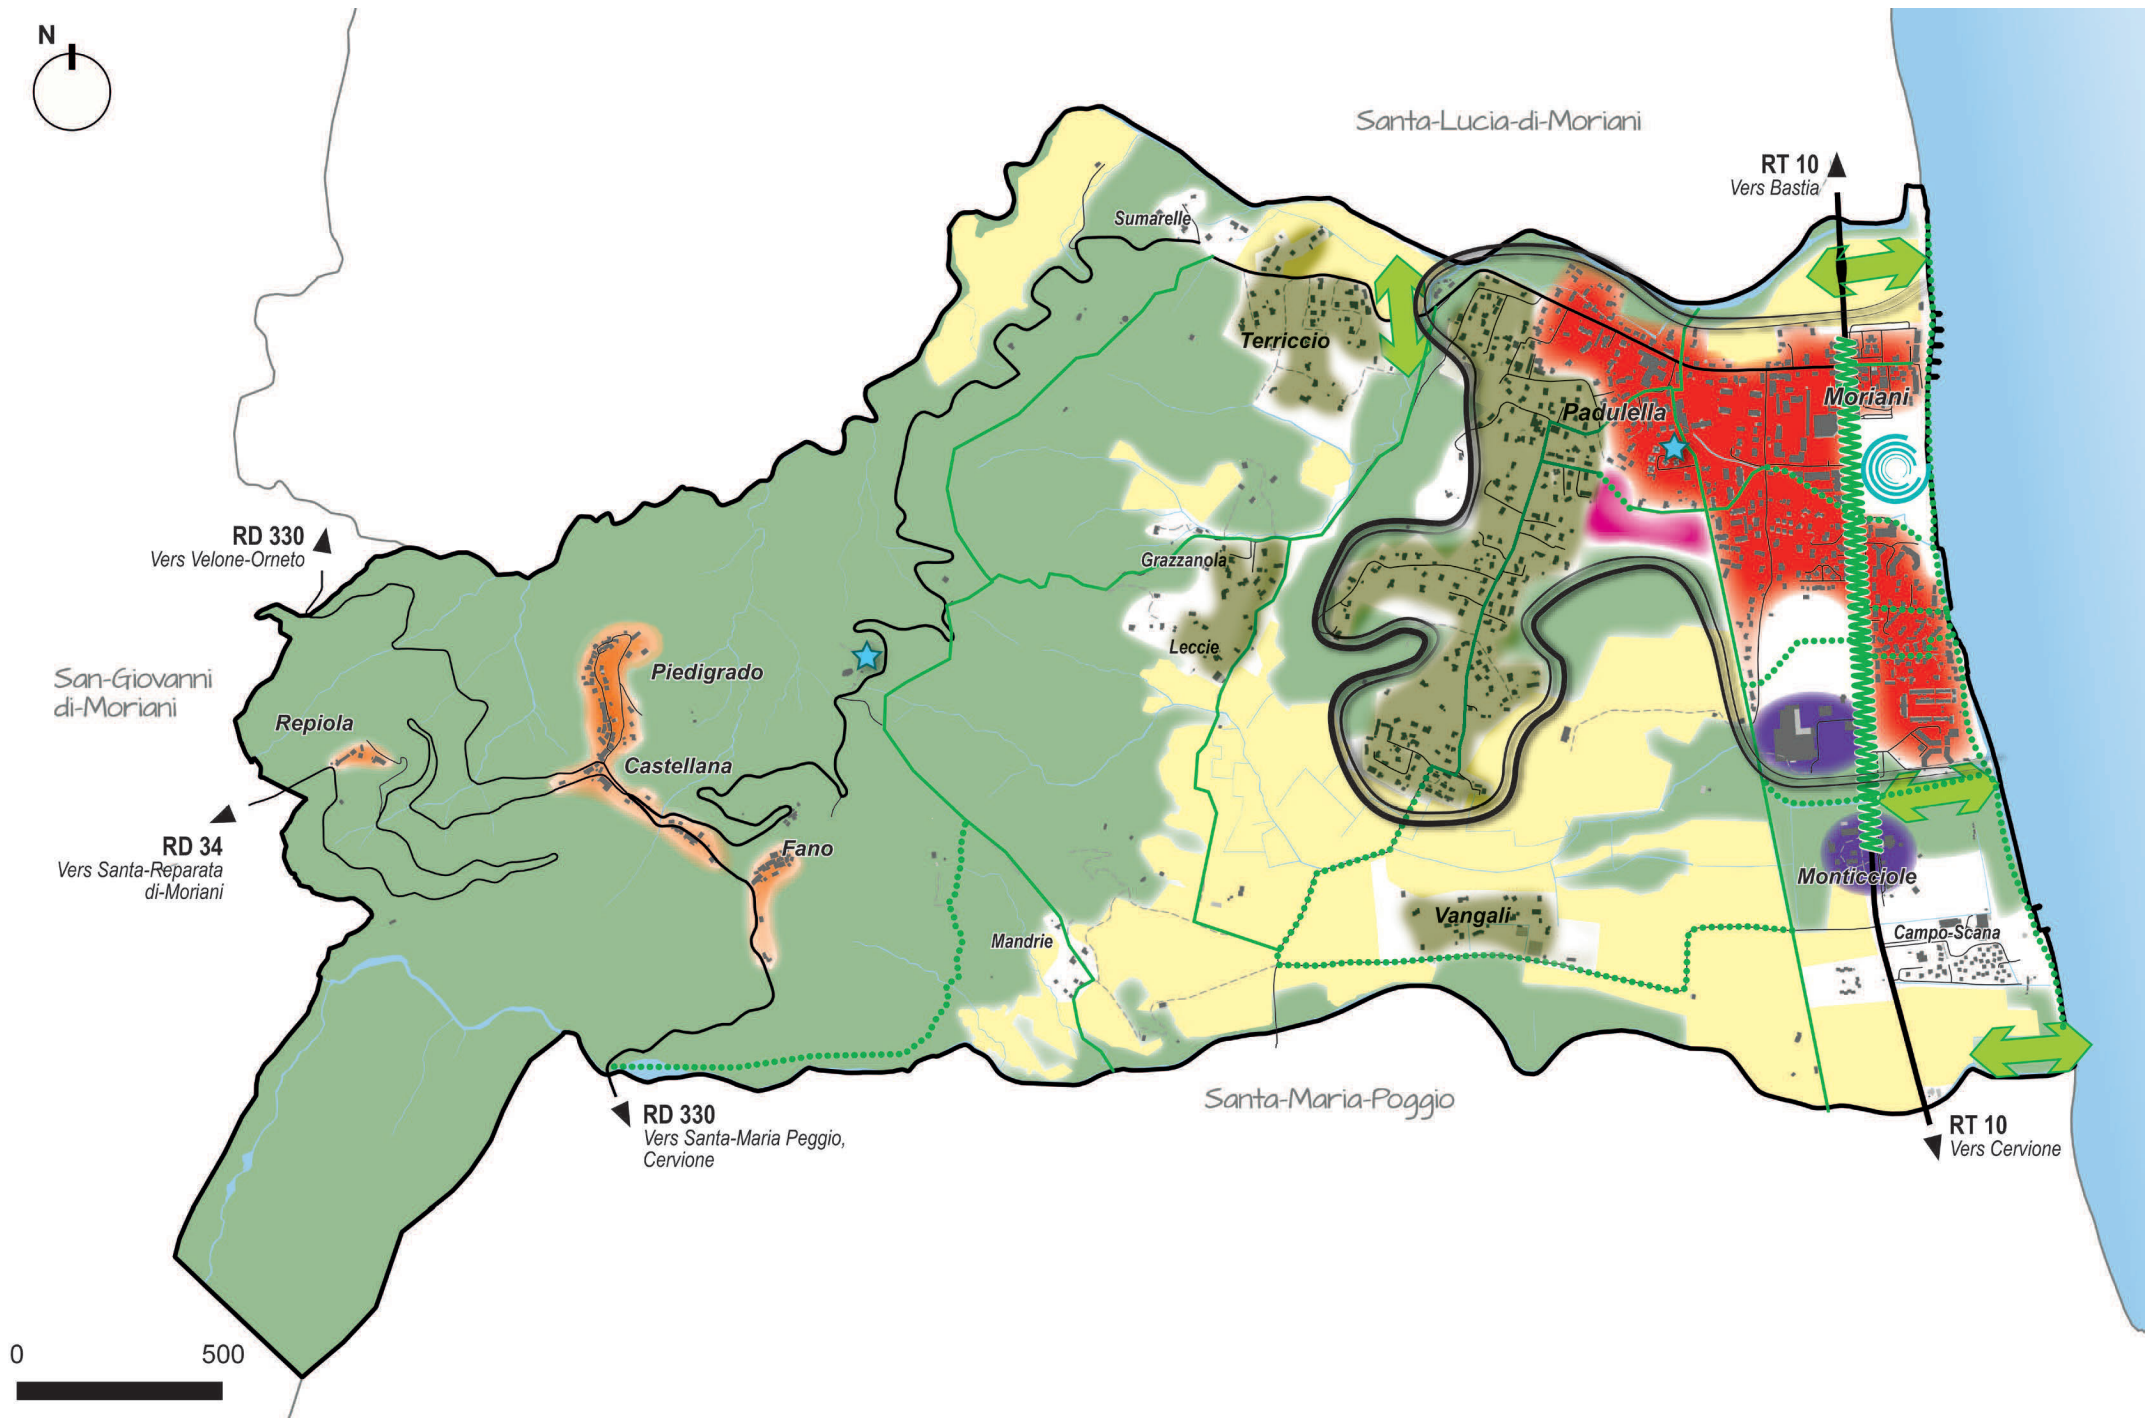 N
Santa-Lucia-di-Moriani
RT 10
Vers Bastia
Sumarelle
Terriccio
Moriani
Padulella
RD 330
Vers Velone-Orneto
Grazzanola
Leccie
San-Giovanni
di-Moriani
Piedigrado
Repiola
Castellana
RD 34
Vers Santa-Reparata
di-Moriani
Fano
Monticciole
Vangali
Campo-Scana
Mandrie
Santa-Maria-Poggio
RD 330
Vers Santa-Maria Peggio,
Cervione
RT 10
Vers Cervione
0 500